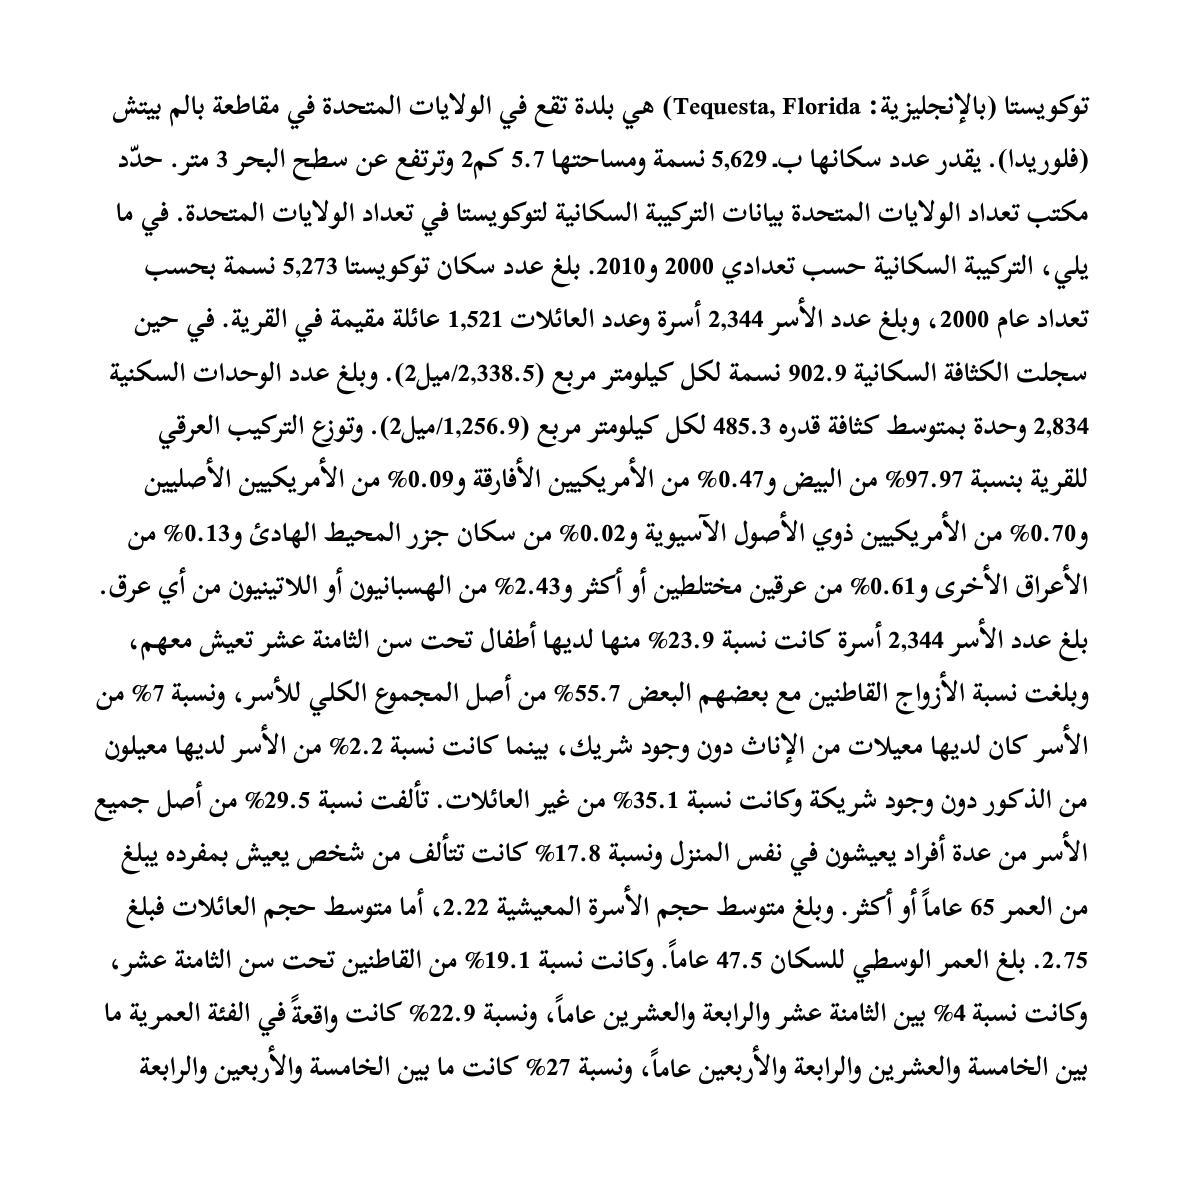 توكويستا (بالإنجليزية: Tequesta, Florida) هي بلدة تقع في الولايات المتحدة في مقاطعة بالم بيتش
(فلوريدا). يقدر عدد سكانها بـ 5,629 نسمة ومساحتها 5.7 كم2 وترتفع عن سطح البحر 3 متر. حدّد
مكتب تعداد الولايات المتحدة بيانات التركيبة السكانية لتوكويستا في تعداد الولايات المتحدة. في ما
يلي، التركيبة السكانية حسب تعدادي 2000 و2010. بلغ عدد سكان توكويستا 5,273 نسمة بحسب
تعداد عام 2000، وبلغ عدد الأسر 2,344 أسرة وعدد العائلات 1,521 عائلة مقيمة في القرية. في حين
سجلت الكثافة السكانية 902.9 نسمة لكل كيلومتر مربع (2,338.5/ميل2). وبلغ عدد الوحدات السكنية
2,834 وحدة بمتوسط كثافة قدره 485.3 لكل كيلومتر مربع (1,256.9/ميل2). وتوزع التركيب العرقي
للقرية بنسبة 97.97% من البيض و0.47% من الأمريكيين الأفارقة و0.09% من الأمريكيين الأصليين
و0.70% من الأمريكيين ذوي الأصول الآسيوية و0.02% من سكان جزر المحيط الهادئ و0.13% من
الأعراق الأخرى و0.61% من عرقين مختلطين أو أكثر و2.43% من الهسبانيون أو اللاتينيون من أي عرق.
بلغ عدد الأسر 2,344 أسرة كانت نسبة 23.9% منها لديها أطفال تحت سن الثامنة عشر تعيش معهم،
وبلغت نسبة الأزواج القاطنين مع بعضهم البعض 55.7% من أصل المجموع الكلي للأسر، ونسبة 7% من
الأسر كان لديها معيلات من الإناث دون وجود شريك، بينما كانت نسبة 2.2% من الأسر لديها معيلون
من الذكور دون وجود شريكة وكانت نسبة 35.1% من غير العائلات. تألفت نسبة 29.5% من أصل جميع
الأسر من عدة أفراد يعيشون في نفس المنزل ونسبة 17.8% كانت تتألف من شخص يعيش بمفرده يبلغ
من العمر 65 عاماً أو أكثر. وبلغ متوسط حجم الأسرة المعيشية 2.22، أما متوسط حجم العائلات فبلغ
2.75. بلغ العمر الوسطي للسكان 47.5 عاماً. وكانت نسبة 19.1% من القاطنين تحت سن الثامنة عشر،
وكانت نسبة 4% بين الثامنة عشر والرابعة والعشرين عاماً، ونسبة 22.9% كانت واقعةً في الفئة العمرية ما
بين الخامسة والعشرين والرابعة والأربعين عاماً، ونسبة 27% كانت ما بين الخامسة والأربعين والرابعة